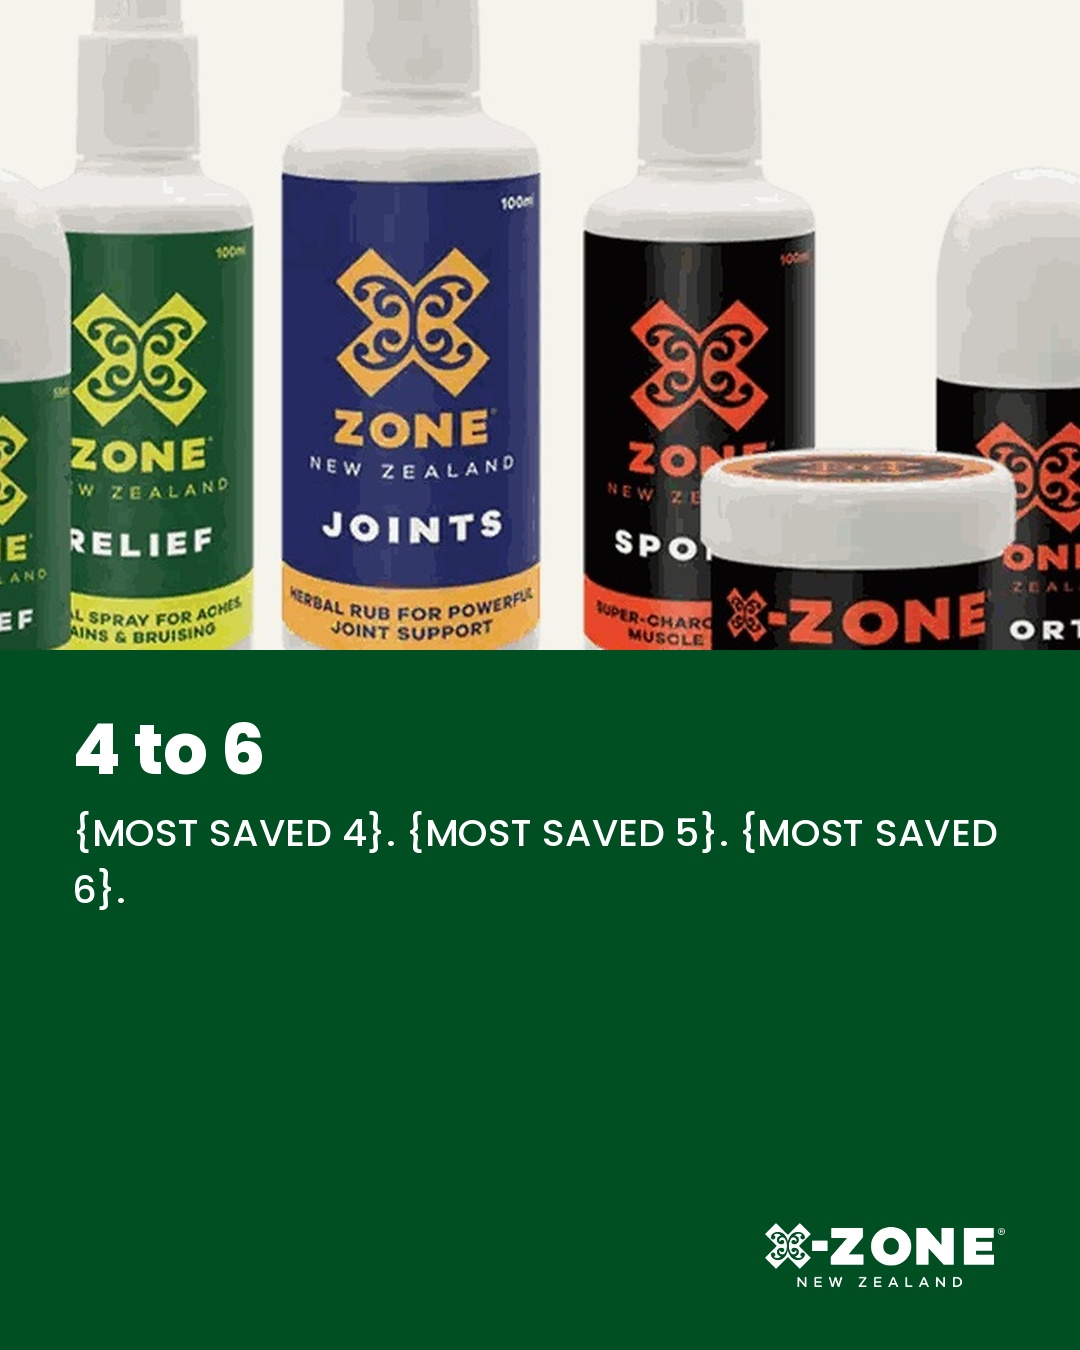 100ml
ZONE
NEW ZEALAND
RELIEF
SPRAY FOR ACHES,
& BRUISING
100ml
ZONE
NEW ZEALAND
JOINTS
HERBAL RUB FOR POWERFUL
JOINT SUPPORT
100ml
ZONE
NEW
MUSCLE
X-ZONE
4 to 6
{MOST SAVED 4}. {MOST SAVED 5}. {MOST SAVED
6}.
X-ZONE®
NEW ZEALAND